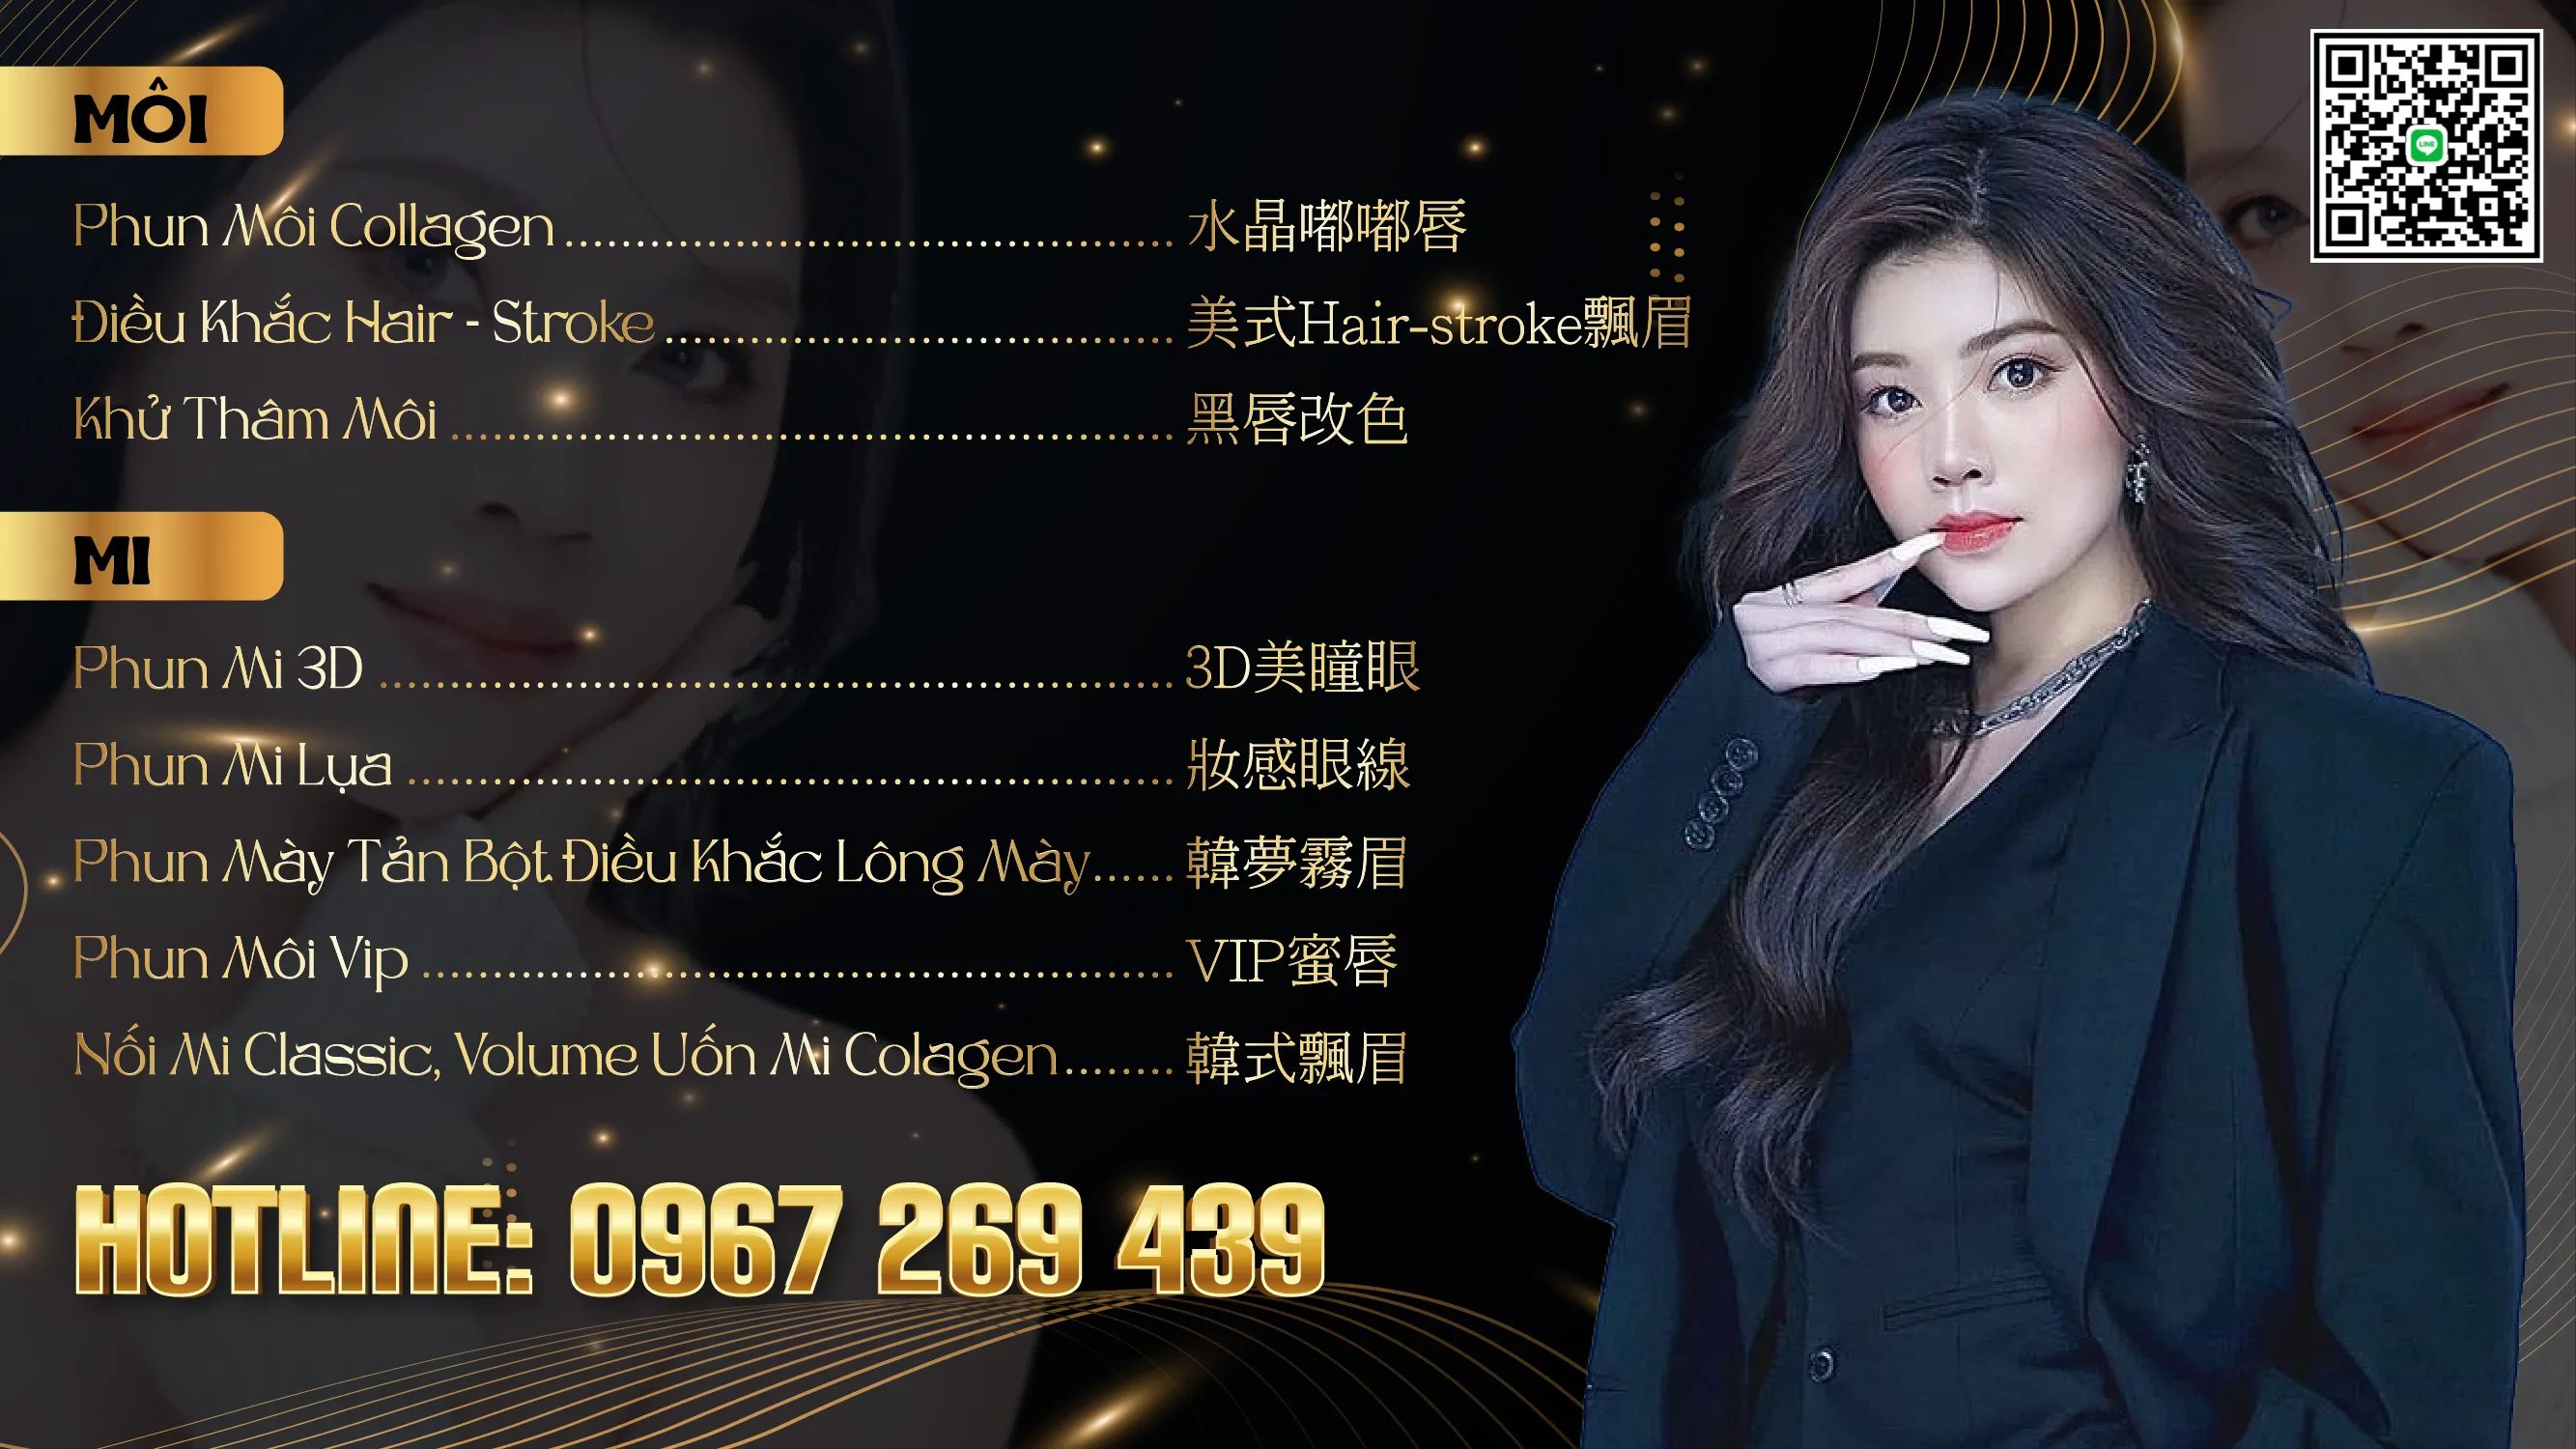 MÔI
Phun Môi Collagen........................................水晶嘟嘟唇
Điều Khắc Hair - Stroke..................................美式Hair-stroke飄眉
Khử Thâm Môi ................................................黑唇改色
MI
Phun Mi 3D .....................................................3D美瞳眼
Phun Mi Lụa ...................................................妝感眼線
Phun Mày Tản Bột Điều Khắc Lông Mày......韓夢霧眉
Phun Môi Vip ..................................................VIP蜜唇
Nối Mi Classic, Volume Uốn Mi Colagen........韓式飄眉
HOTLINE: 0967 269 439
LINE